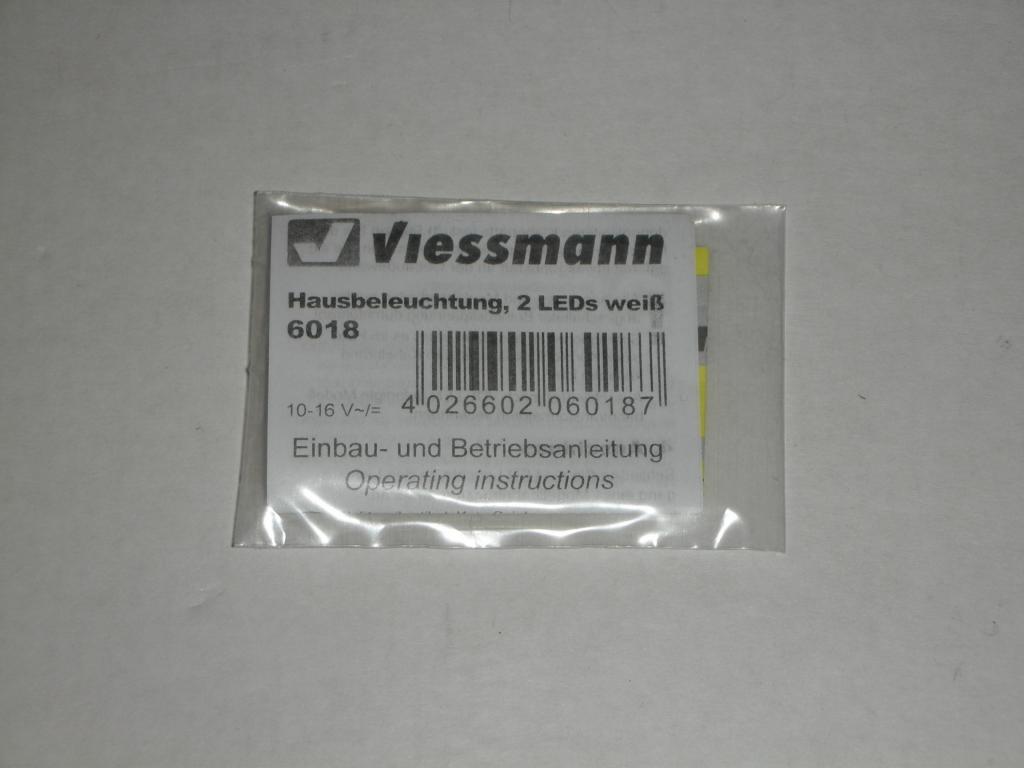 Viessmann
Hausbeleuchtung, 2 LEDs weiß
6018
10-16 V~/=
4 026602 060187
Einbau- und Betriebsanleitung
Operating instructions